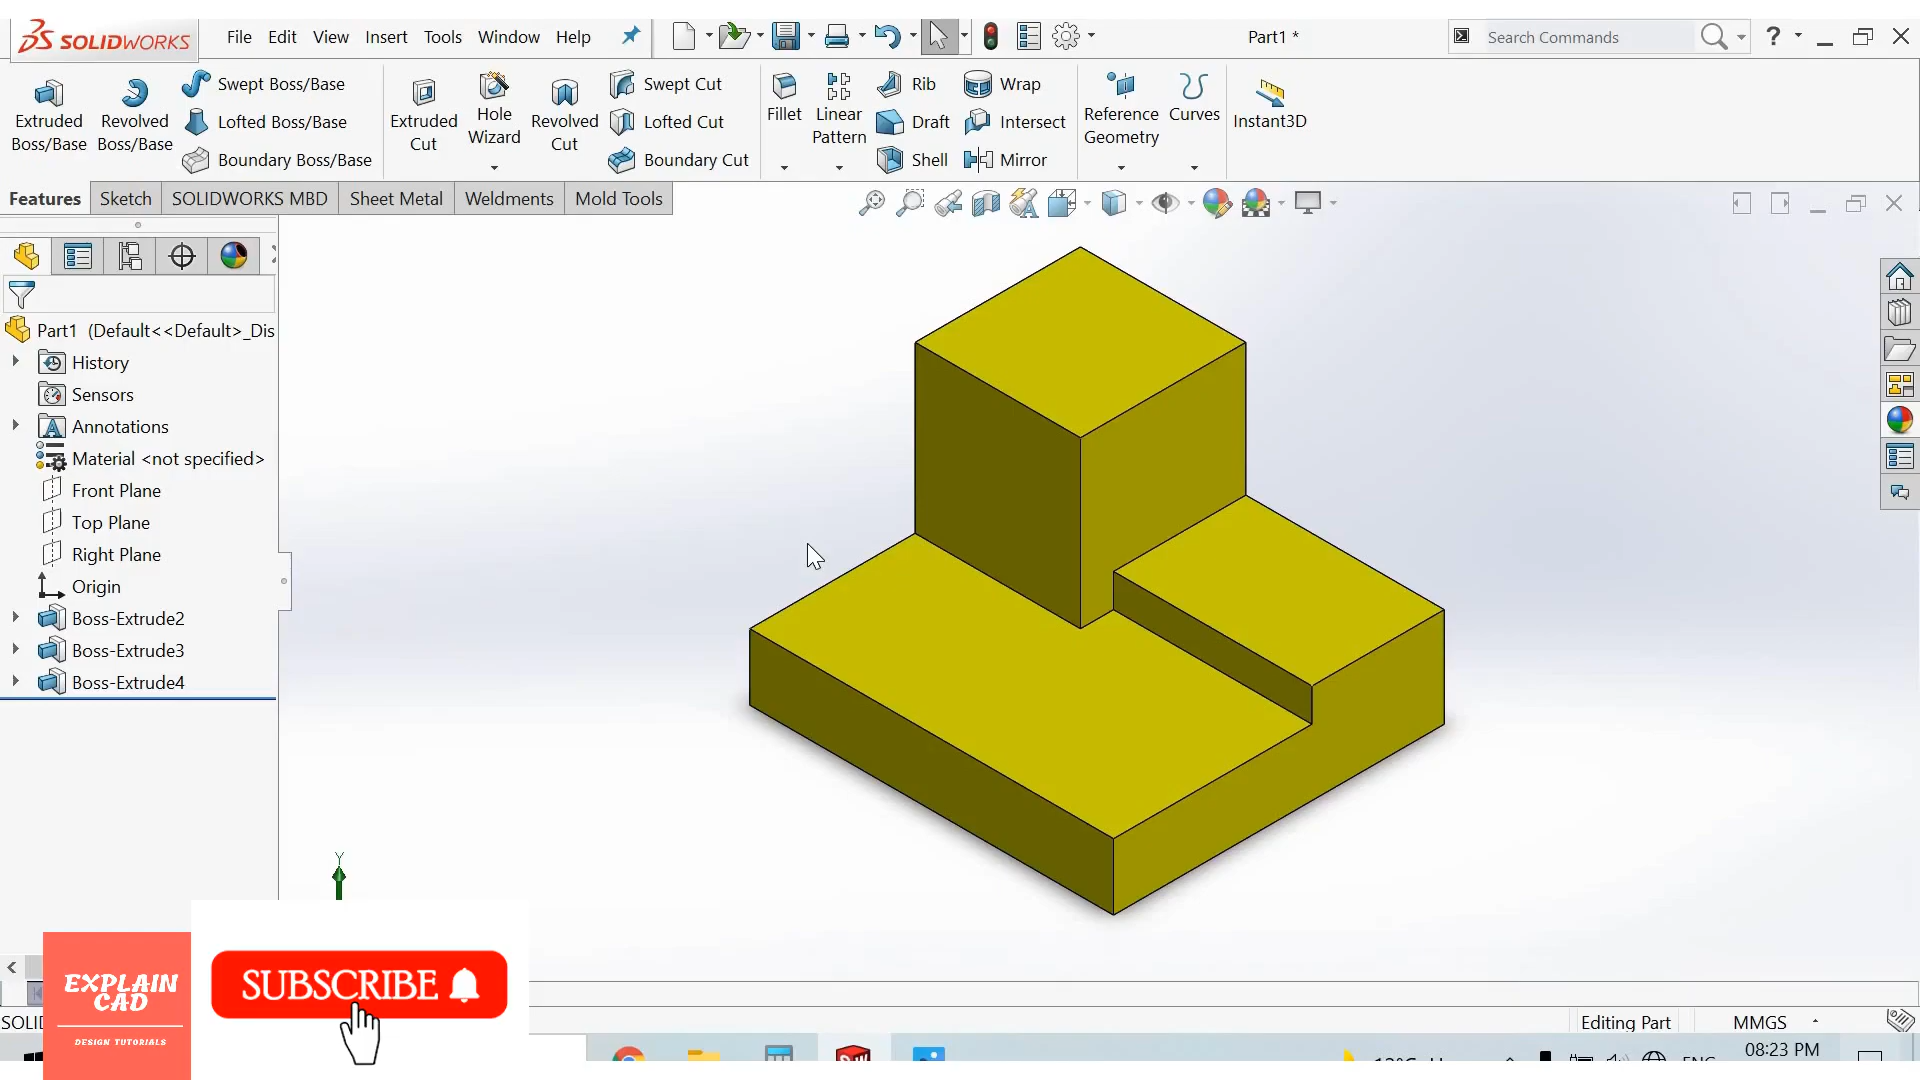 SOLIDWORKS File Edit View Insert Tools Window Help Part1 * Search Commands ?
Extruded Boss/Base
Revolved Boss/Base
Swept Boss/Base
Lofted Boss/Base
Boundary Boss/Base
Extruded Cut
Hole Wizard
Revolved Cut
Swept Cut
Lofted Cut
Boundary Cut
Fillet
Linear Pattern
Rib
Draft
Shell
Wrap
Intersect
Mirror
Reference Geometry
Curves
Instant3D
Features Sketch SOLIDWORKS MBD Sheet Metal Weldments Mold Tools
Part1 (Default<<Default>_Dis
History
Sensors
Annotations
Material <not specified>
Front Plane
Top Plane
Right Plane
Origin
Boss-Extrude2
Boss-Extrude3
Boss-Extrude4
Y
EXPLAIN
CAD
DESIGN TUTORIALS
SUBSCRIBE
Editing Part MMGS
08:23 PM